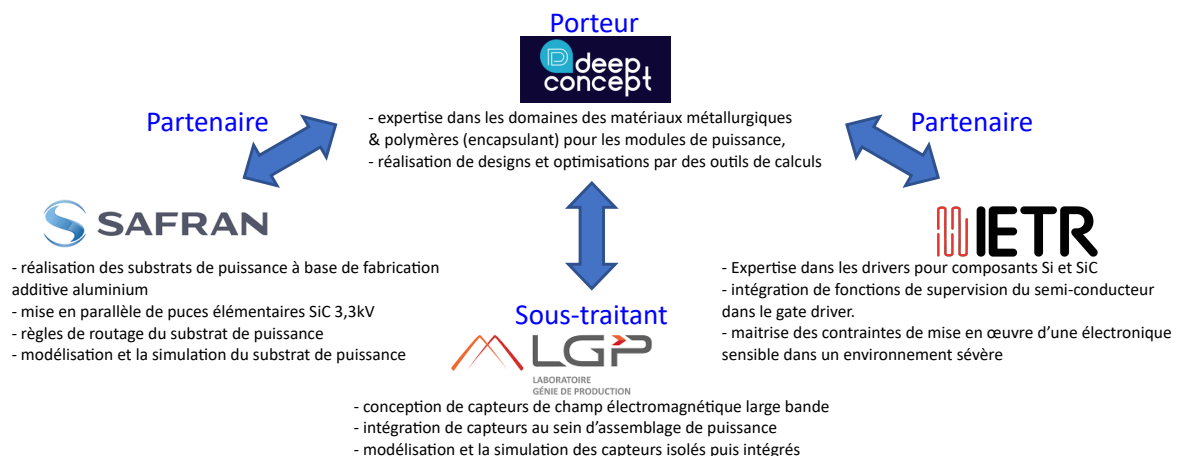 Porteur
deep
concept
- expertise dans les domaines des matériaux métallurgiques
& polymères (encapsulant) pour les modules de puissance,
- réalisation de designs et optimisations par des outils de calculs
Partenaire
SAFRAN
- réalisation des substrats de puissance à base de fabrication
additive aluminium
- mise en parallèle de puces élémentaires SiC 3,3kV
- règles de routage du substrat de puissance
- modélisation et la simulation du substrat de puissance
Partenaire
IETR
- Expertise dans les drivers pour composants Si et SiC
- intégration de fonctions de supervision du semi-conducteur
dans le gate driver.
- maitrise des contraintes de mise en œuvre d’une électronique
sensible dans un environnement sévère
Sous-traitant
LGP
LABORATOIRE
GÉNIE DE PRODUCTION
- conception de capteurs de champ électromagnétique large bande
- intégration de capteurs au sein d’assemblage de puissance
- modélisation et la simulation des capteurs isolés puis intégrés